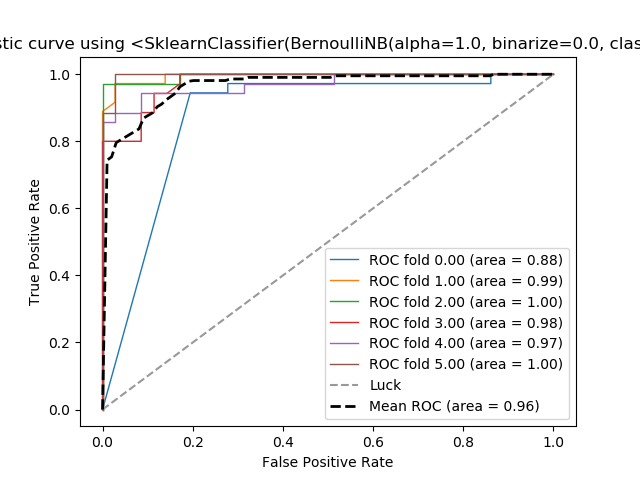 stic curve using <SklearnClassifier(BernoulliNB(alpha=1.0, binarize=0.0, clas
True Positive Rate
1.0
0.8
0.6
0.4
0.2
0.0
ROC fold 0.00 (area = 0.88)
ROC fold 1.00 (area = 0.99)
ROC fold 2.00 (area = 1.00)
ROC fold 3.00 (area = 0.98)
ROC fold 4.00 (area = 0.97)
ROC fold 5.00 (area = 1.00)
Luck
Mean ROC (area = 0.96)
0.0 0.2 0.4 0.6 0.8 1.0
False Positive Rate